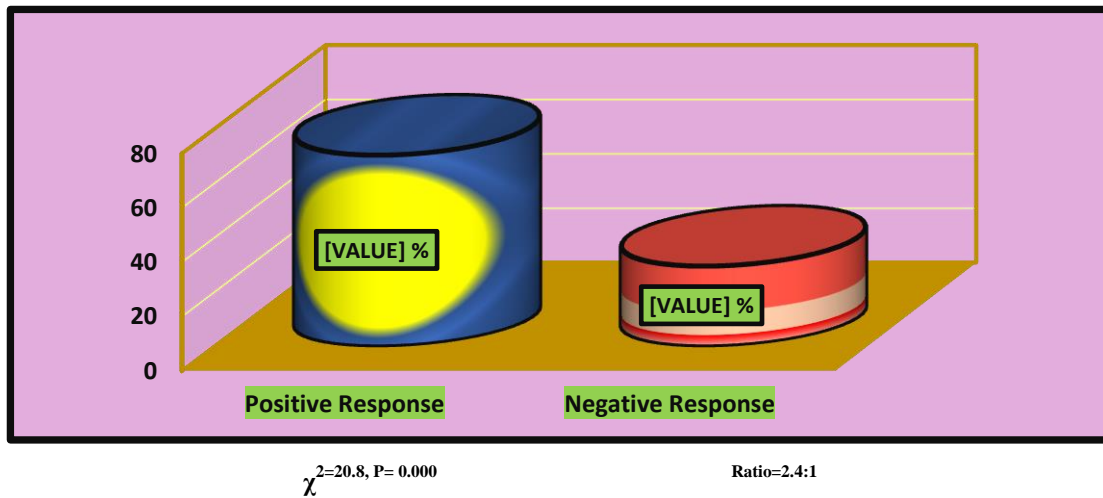 80
60
40
20
0
[VALUE] %
[VALUE] %
Positive Response
Negative Response
χ2=20.8, P= 0.000
Ratio=2.4:1